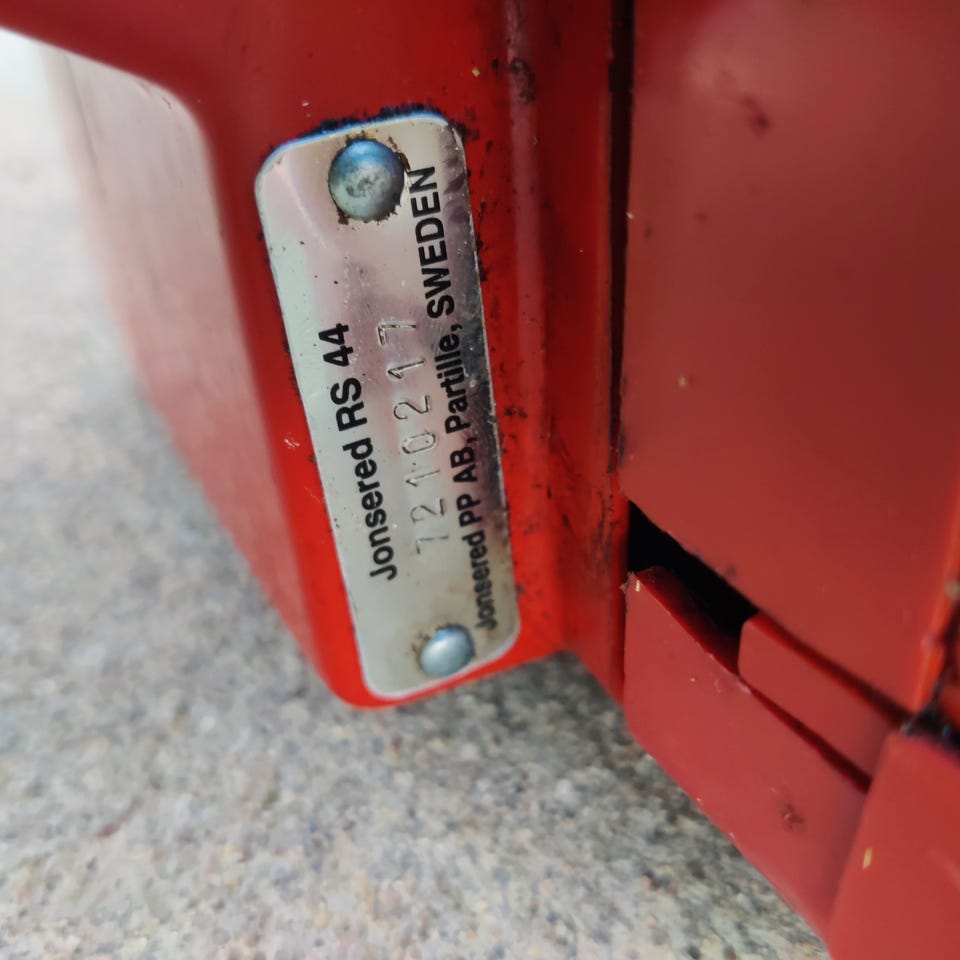 Jonsered RS 44
7210217
Jonsered PP AB, Partille, SWEDEN